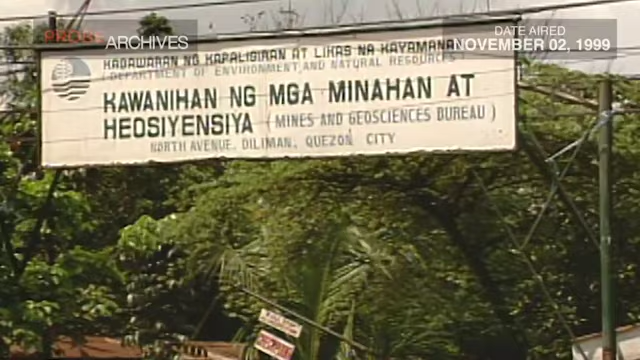 PROBE ARCHIVES
DATE AIRED
NOVEMBER 02, 1999
KAGAWARAN NG KAPALIGIRAN AT LIKAS NA KAYAMANAN
(DEPARTMENT OF ENVIRONMENT AND NATURAL RESOURCES)
KAWANIHAN NG MGA MINAHAN AT
HEOSIYENSIYA (MINES AND GEOSCIENCES BUREAU)
NORTH AVENUE, DILIMAN, QUEZON CITY